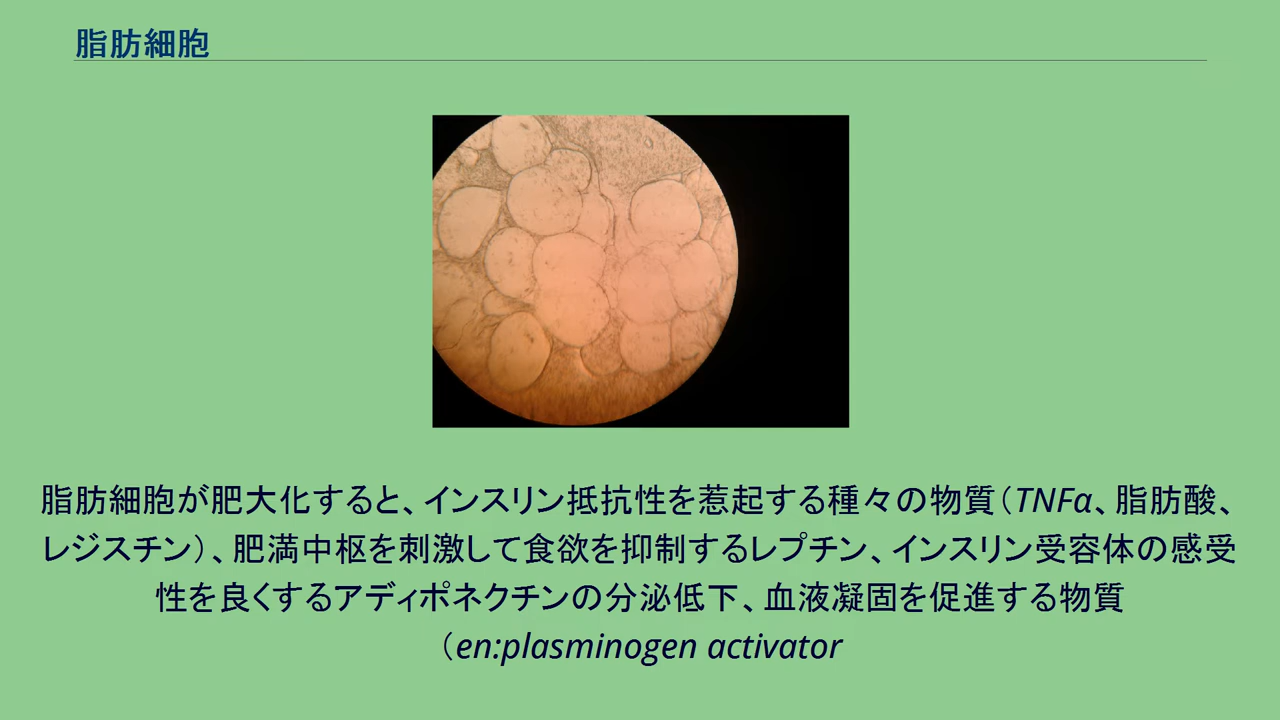 脂肪細胞
脂肪細胞が肥大化すると、インスリン抵抗性を惹起する種々の物質（TNFα、脂肪酸、
レジスチン）、肥満中枢を刺激して食欲を抑制するレプチン、インスリン受容体の感受
性を良くするアディポネクチンの分泌低下、血液凝固を促進する物質
（en:plasminogen activator